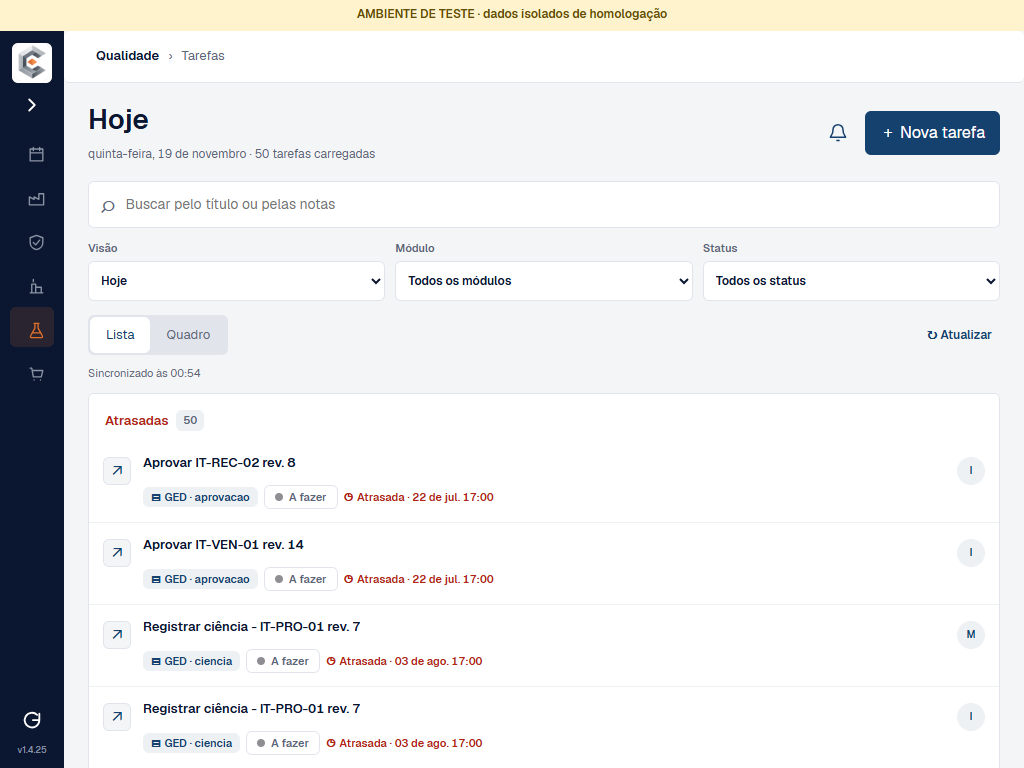 AMBIENTE DE TESTE · dados isolados de homologação
Qualidade › Tarefas
Hoje
quinta-feira, 19 de novembro · 50 tarefas carregadas
+ Nova tarefa
Buscar pelo título ou pelas notas
Visão Módulo Status
Hoje Todos os módulos Todos os status
Lista Quadro
↻ Atualizar
Sincronizado às 00:54
Atrasadas 50
Aprovar IT-REC-02 rev. 8
I
GED · aprovacao A fazer Atrasada · 22 de jul. 17:00
Aprovar IT-VEN-01 rev. 14
I
GED · aprovacao A fazer Atrasada · 22 de jul. 17:00
Registrar ciência - IT-PRO-01 rev. 7
M
GED · ciencia A fazer Atrasada · 03 de ago. 17:00
Registrar ciência - IT-PRO-01 rev. 7
I
GED · ciencia A fazer Atrasada · 03 de ago. 17:00
v1.4.25